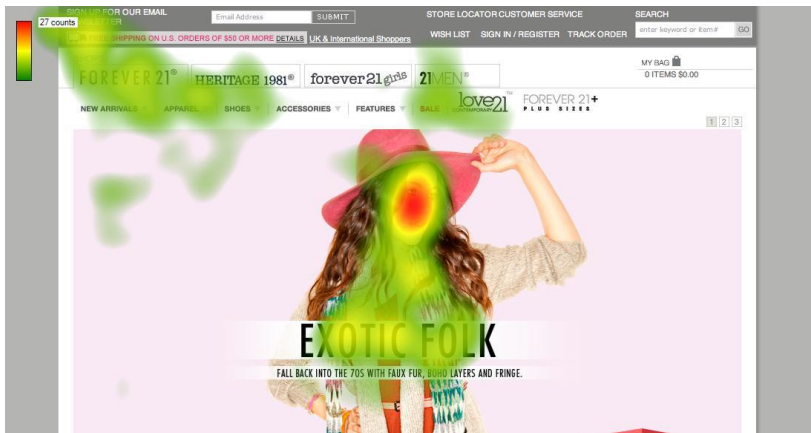 27 counts
SIGN UP FOR OUR EMAIL
NEWSLETTER
Email Address
SUBMIT
STORE LOCATOR CUSTOMER SERVICE
SEARCH
FREE SHIPPING ON U.S. ORDERS OF $50 OR MORE DETAILS UK & International Shoppers
WISH LIST SIGN IN / REGISTER TRACK ORDER
enter keyword or item#
GO
MY BAG
0 ITEMS $0.00
FOREVER 21® HERITAGE 1981® forever21 girls 21MEN®
NEW ARRIVALS APPAREL SHOES ACCESSORIES FEATURES SALE
love21™
CONTEMPORARY
FOREVER 21+
PLUS SIZES
1 2 3
EXOTIC FOLK
FALL BACK INTO THE 70S WITH FAUX FUR, BOHO LAYERS AND FRINGE.